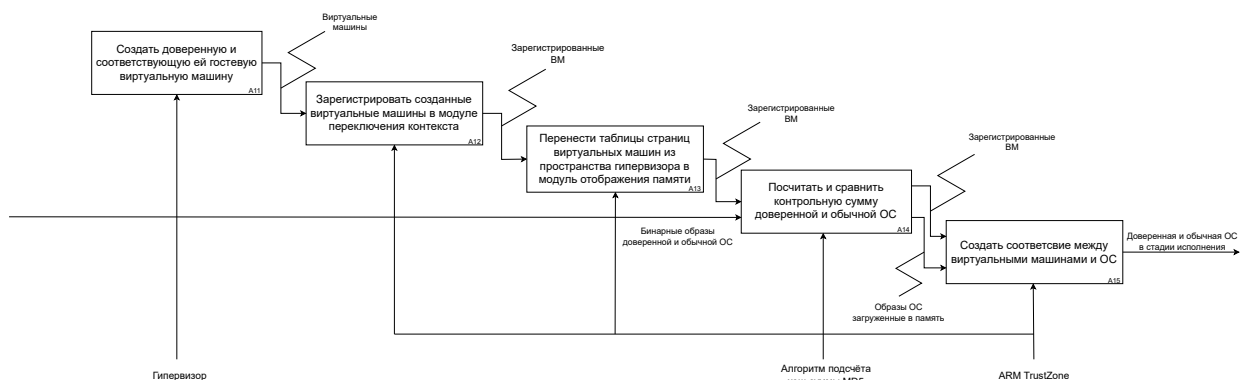 Виртуальные
машины
Создать доверенную и
соответствующую ей гостевую
виртуальную машину
A11
Зарегистрированные
ВМ
Зарегистрировать созданные
виртуальные машины в модуле
переключения контекста
A12
Зарегистрированные
ВМ
Перенести таблицы страниц
виртуальных машин из
пространства гипервизора в
модуль отображения памяти
A13
Зарегистрированные
ВМ
Посчитать и сравнить
контрольную сумму
доверенной и обычной ОС
A14
Бинарные образы
доверенной и обычной ОС
Создать соответсвие между
виртуальными машинами и ОС
A15
Доверенная и обычная ОС
в стадии исполнения
Образы ОС
загруженные в память
Гипервизор
Алгоритм подсчёта
MD5
ARM TrustZone